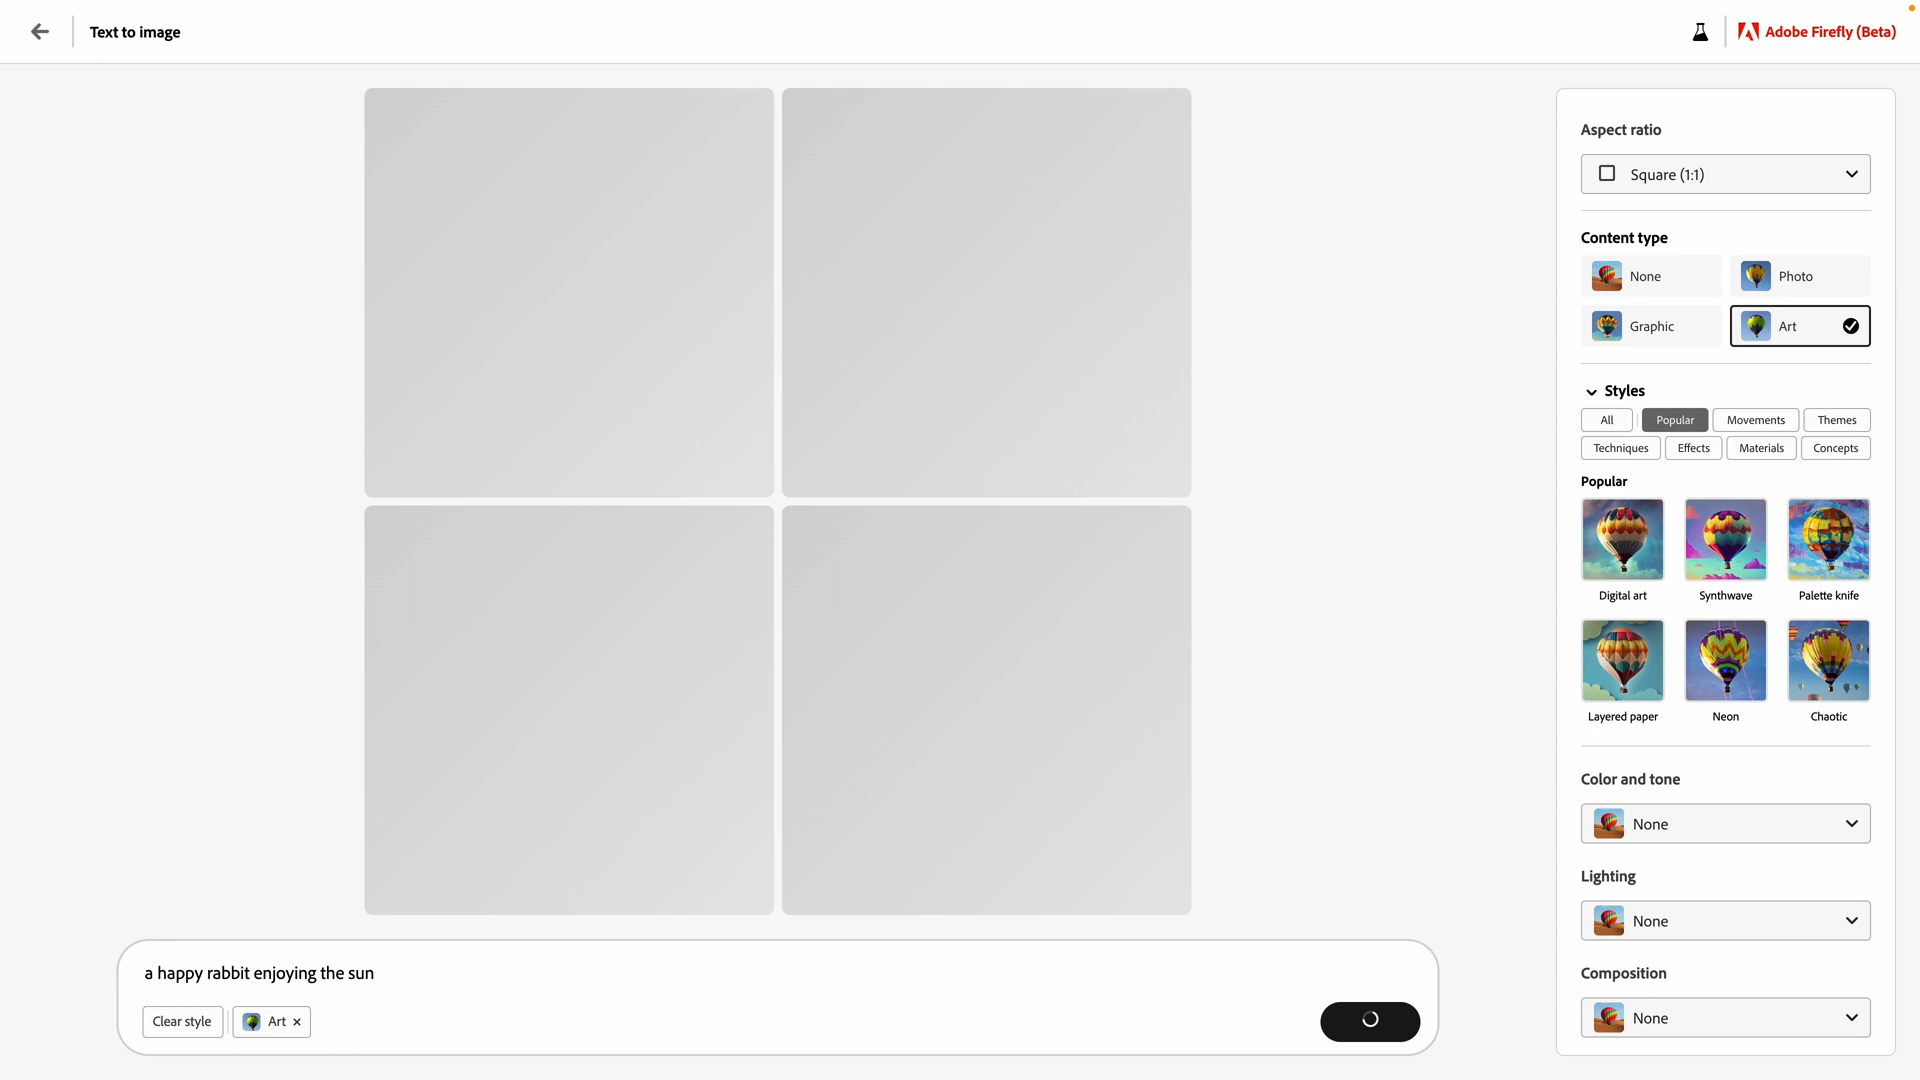 Text to image
Adobe Firefly (Beta)
Aspect ratio
Square (1:1)
Content type
None
Photo
Graphic
Art
Styles
All
Popular
Movements
Themes
Techniques
Effects
Materials
Concepts
Popular
Digital art
Synthwave
Palette knife
Layered paper
Neon
Chaotic
Color and tone
None
Lighting
None
Composition
None
a happy rabbit enjoying the sun
Clear style
Art